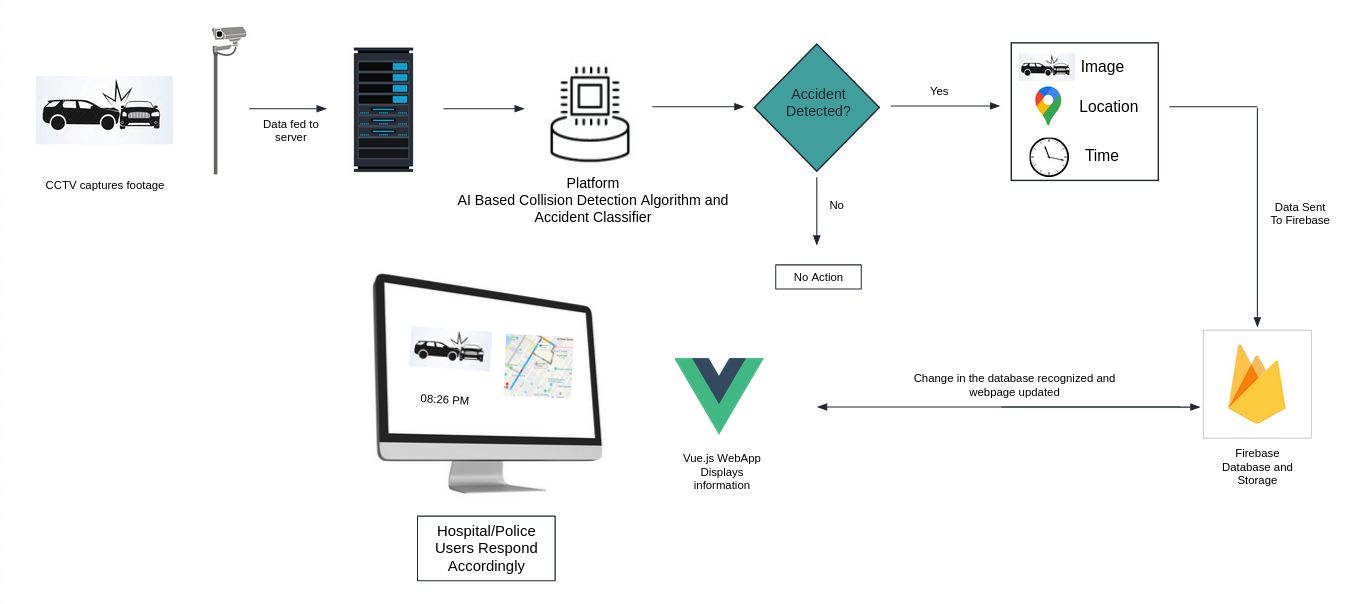 CCTV captures footage
Data fed to
server
Platform
AI Based Collision Detection Algorithm and
Accident Classifier
Accident
Detected?
Yes
No
No Action
Image
Location
Time
Data Sent
To Firebase
Firebase
Database and
Storage
Change in the database recognized and
webpage updated
Vue.js WebApp
Displays
information
08:26 PM
Hospital/Police
Users Respond
Accordingly